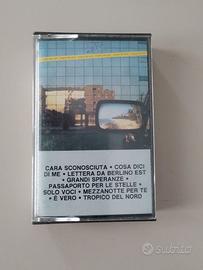 CARA SCONOSCIUTA • COSA DICI
DI ME • LETTERA DA BERLINO EST
• GRANDI SPERANZE •
PASSAPORTO PER LE STELLE •
SOLO VOCI • MEZZANOTTE PER TE
• È VERO • TROPICO DEL NORD
subito